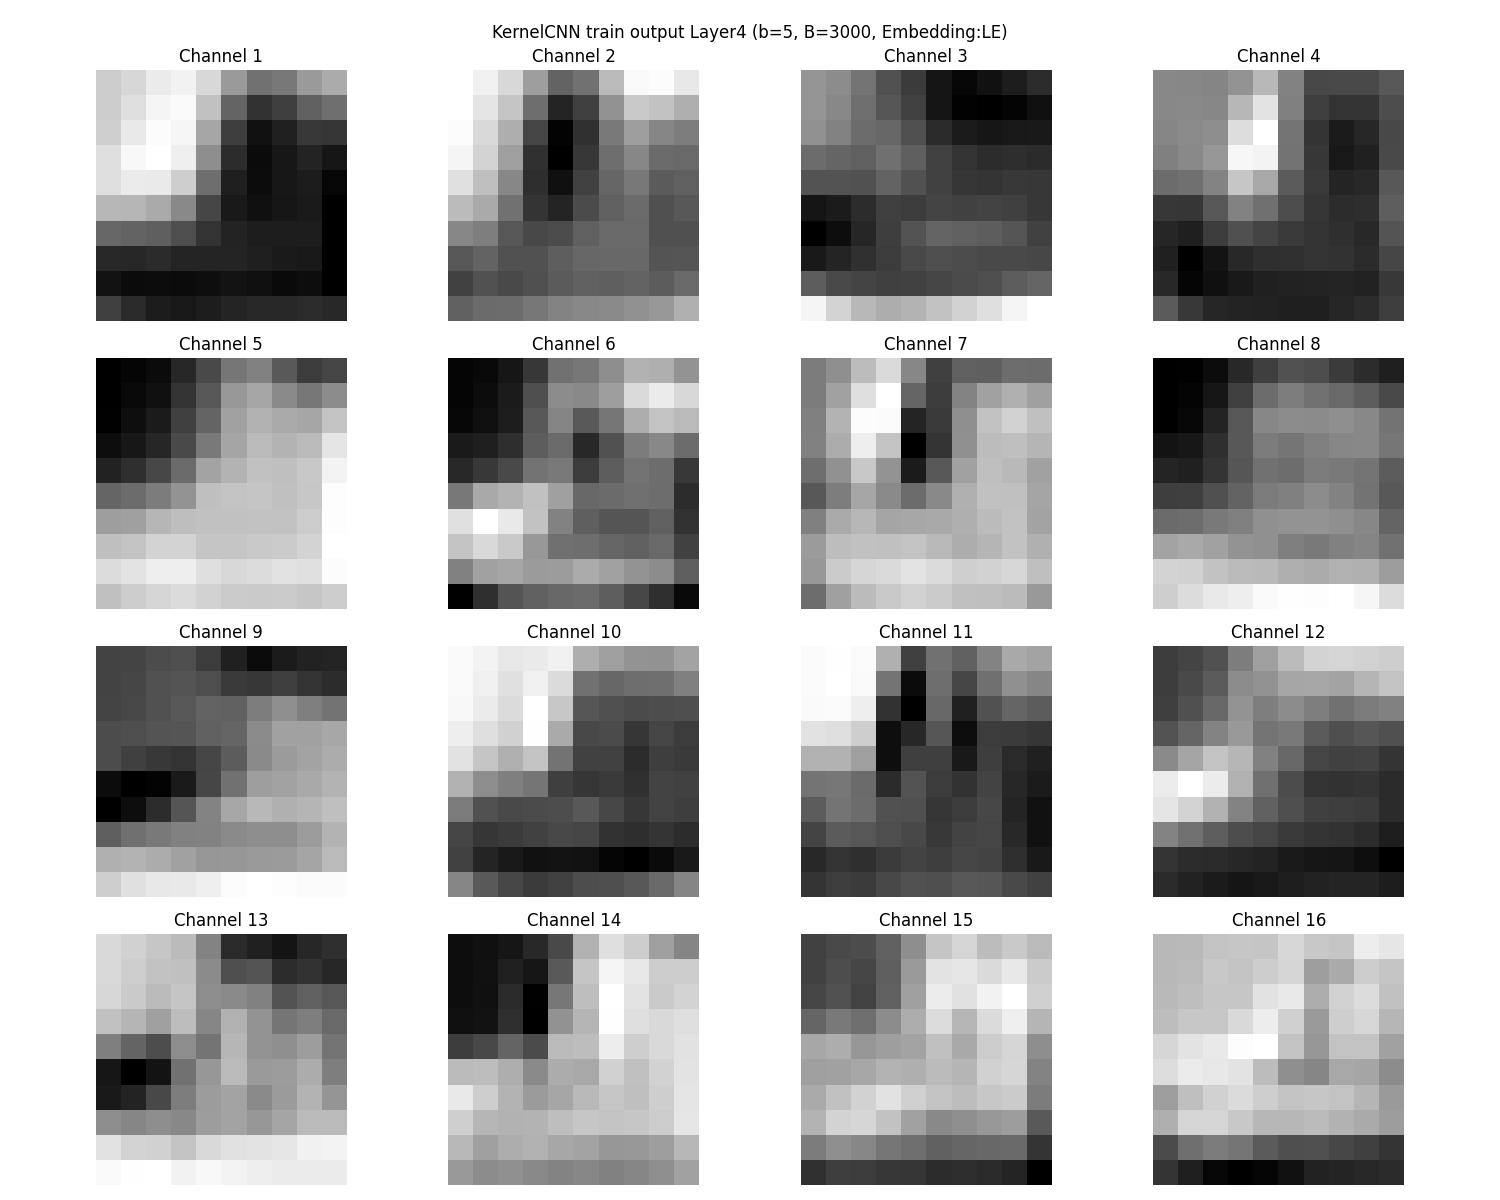 KernelCNN train output Layer4 (b=5, B=3000, Embedding:LE)
Channel 1
Channel 2
Channel 3
Channel 4
Channel 5
Channel 6
Channel 7
Channel 8
Channel 9
Channel 10
Channel 11
Channel 12
Channel 13
Channel 14
Channel 15
Channel 16